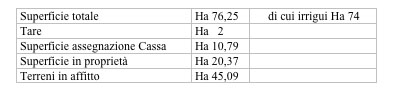 Superficie totale Ha 76,25 di cui irrigui Ha 74
Tare Ha 2
Superficie assegnazione Cassa Ha 10,79
Superficie in proprietà Ha 20,37
Terreni in affitto Ha 45,09